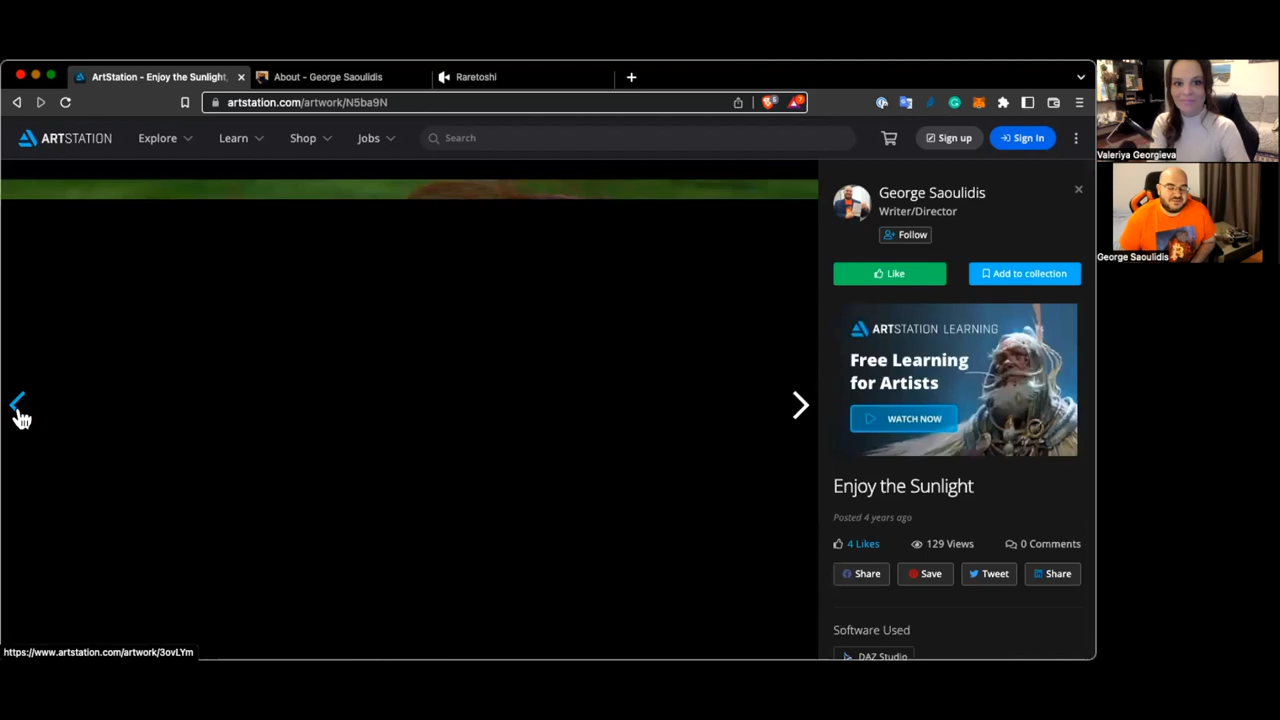 ArtStation - Enjoy the Sunlight,
About - George Saoulidis
Raretoshi
artstation.com/artwork/N5ba9N
ARTSTATION
Explore
Learn
Shop
Jobs
Search
Sign up
Sign In
Valeriya Georgieva
George Saoulidis
George Saoulidis
Writer/Director
Follow
Like
Add to collection
ARTSTATION LEARNING
Free Learning
for Artists
WATCH NOW
Enjoy the Sunlight
Posted 4 years ago
4 Likes
129 Views
0 Comments
Share
Save
Tweet
Share
Software Used
DAZ Studio
https://www.artstation.com/artwork/3ovLYm